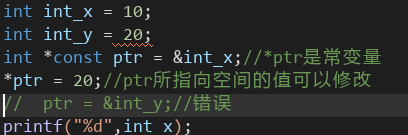 int int_x = 10;
int int_y = 20;
int *const ptr = &int_x;//*ptr是常变量
*ptr = 20;//ptr所指向空间的值可以修改
//  ptr = &int_y;//错误
printf("%d",int_x);